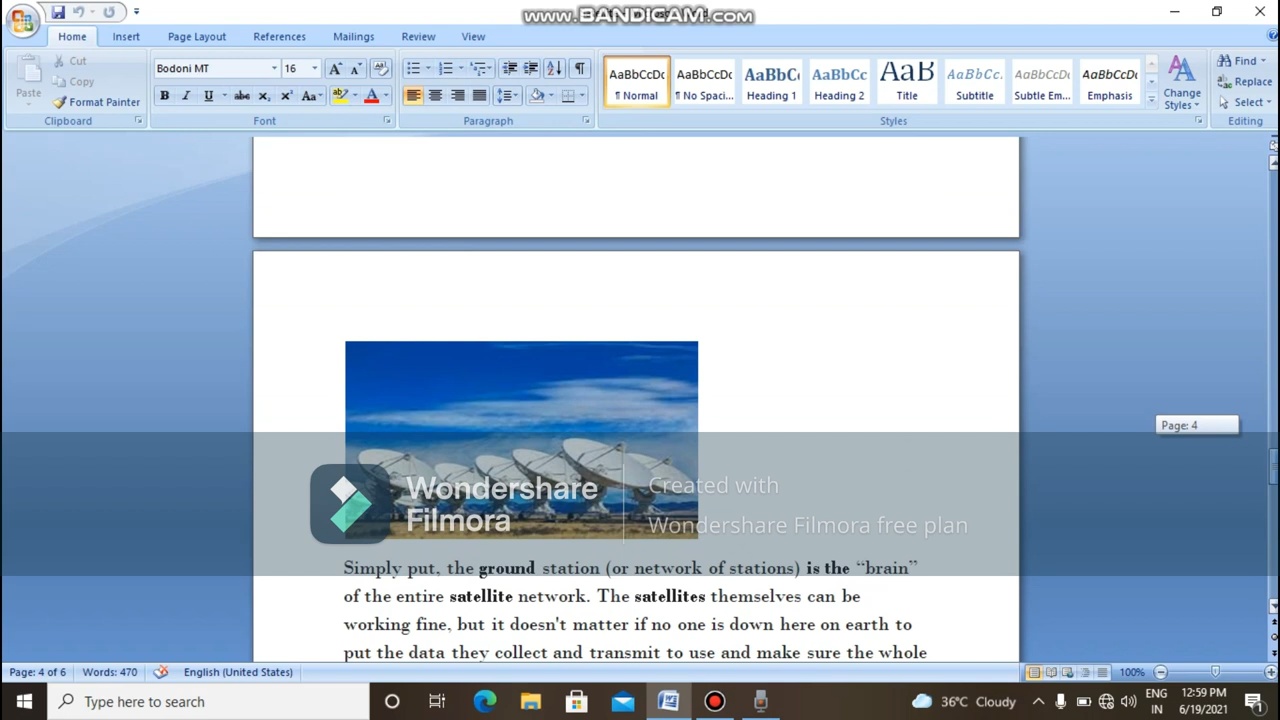 www.BANDICAM.com
Home Insert Page Layout References Mailings Review View
Paste
Cut
Copy
Format Painter
Clipboard
Bodoni MT 16
Font
Paragraph
AaBbCcDc AaBbCcDc AaBbC AaBbCc AaB AaBbCc. AaBbCcDc AaBbCcDc
¶ Normal ¶ No Spaci... Heading 1 Heading 2 Title Subtitle Subtle Em... Emphasis
Styles
Change
Styles
Find
Replace
Select
Editing
Page: 4
Wondershare
Filmora
Created with
Wondershare Filmora free plan
Simply put, the ground station (or network of stations) is the “brain”
of the entire satellite network. The satellites themselves can be
working fine, but it doesn't matter if no one is down here on earth to
put the data they collect and transmit to use and make sure the whole
Page: 4 of 6 Words: 470 English (United States) 100%
Type here to search
36°C Cloudy
ENG
IN
12:59 PM
6/19/2021
1